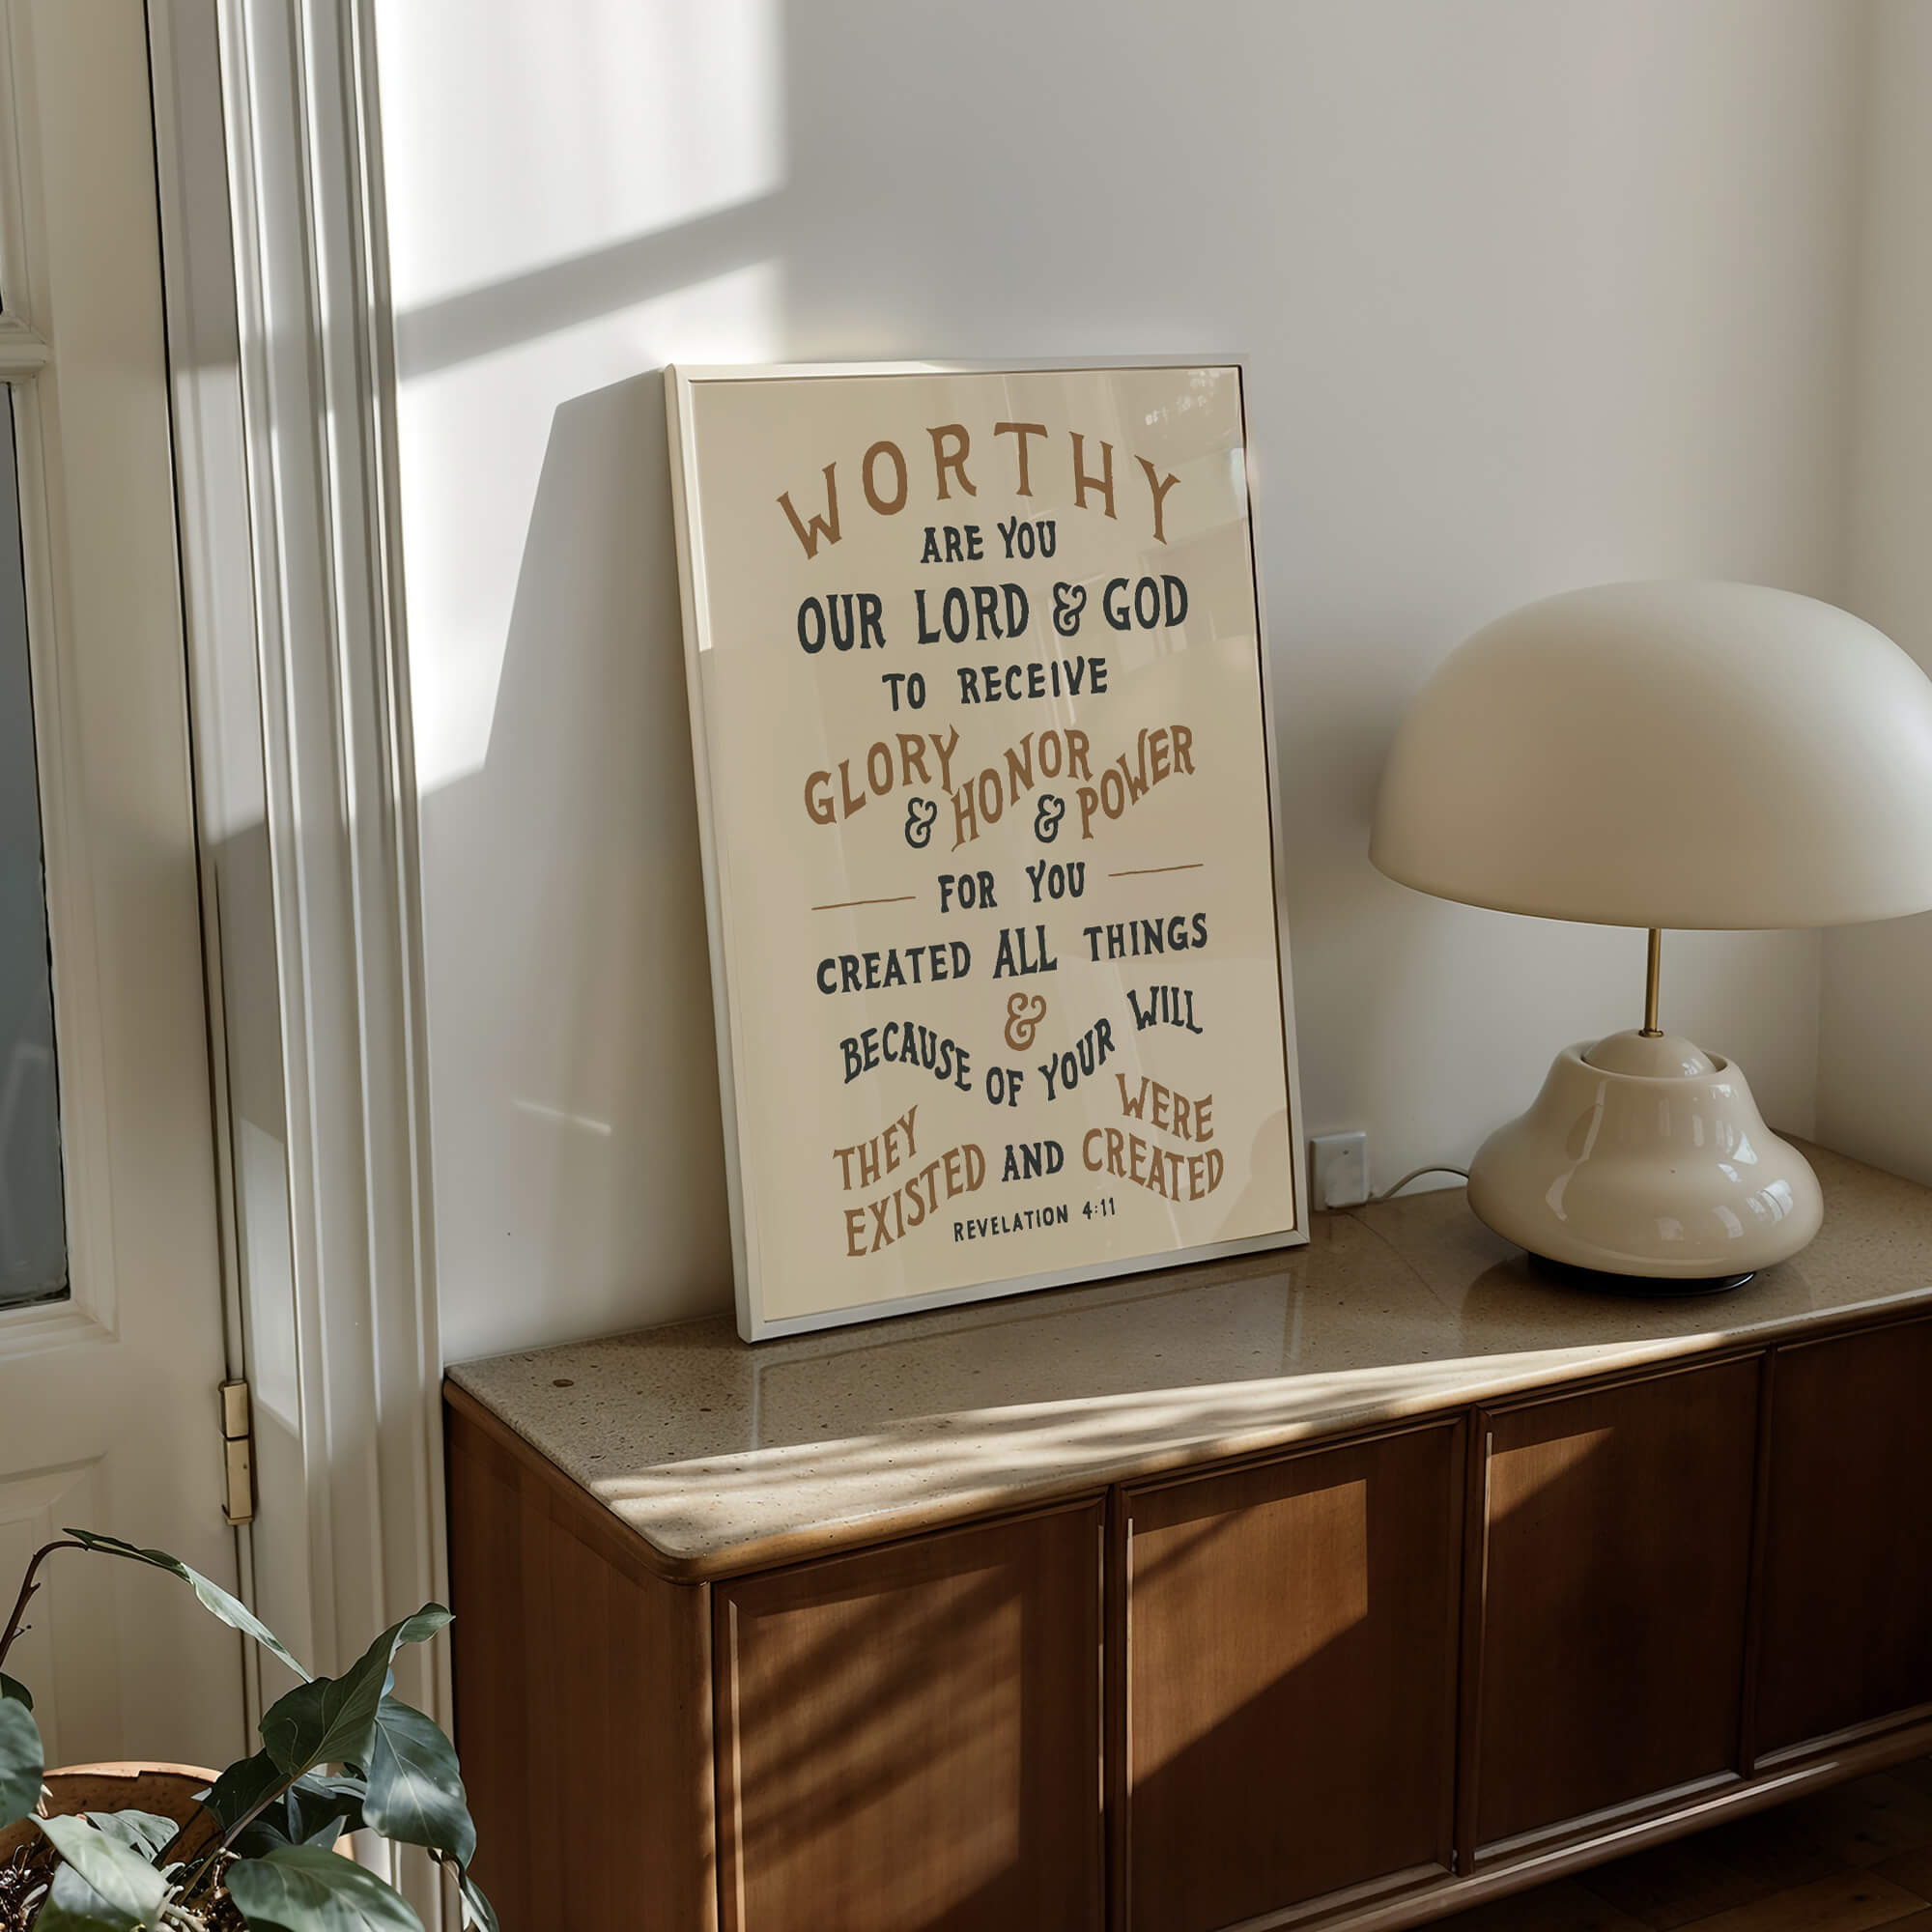 WORTHY
ARE YOU
OUR LORD & GOD
TO RECEIVE
GLORY & HONOR & POWER
FOR YOU
CREATED ALL THINGS
&
BECAUSE OF YOUR WILL
THEY EXISTED AND WERE CREATED
REVELATION 4:11